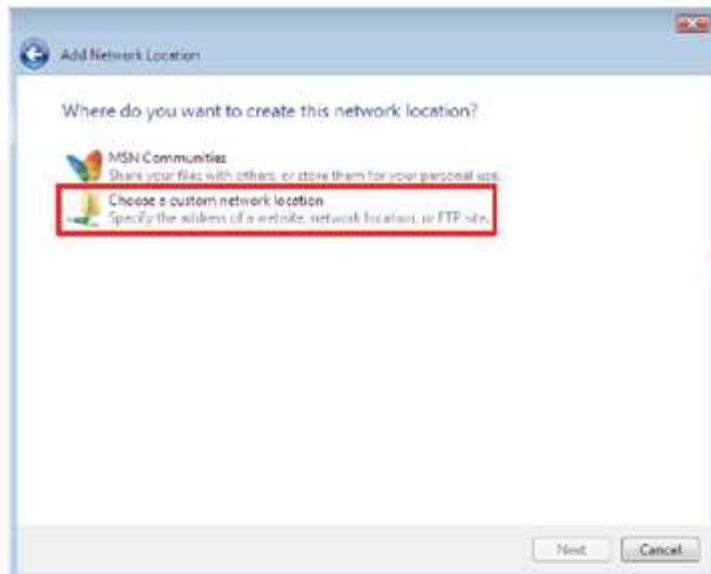 Add Network Location
Where do you want to create this network location?
MSN Communities
Share your files with others, or store them for your personal use.
Choose a custom network location
Specify the address of a website, network location, or FTP site.
Next
Cancel